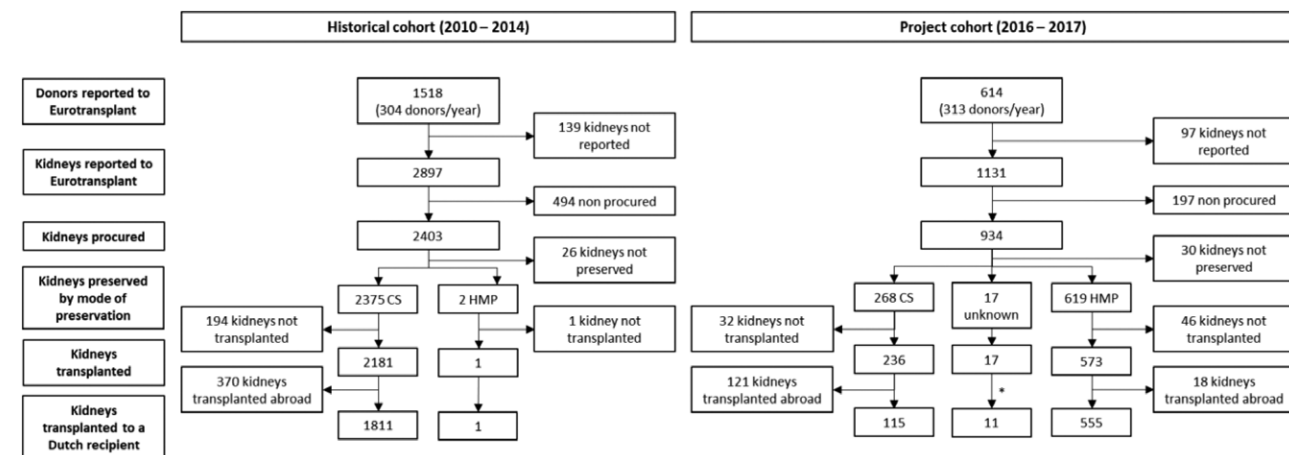 Historical cohort (2010 – 2014)
Project cohort (2016 – 2017)
Donors reported to
Eurotransplant
1518
(304 donors/year)
614
(313 donors/year)
139 kidneys not
reported
97 kidneys not
reported
Kidneys reported to
Eurotransplant
2897
1131
494 non procured
197 non procured
Kidneys procured
2403
934
26 kidneys not
preserved
30 kidneys not
preserved
Kidneys preserved
by mode of
preservation
2375 CS
2 HMP
268 CS
17
unknown
619 HMP
194 kidneys not
transplanted
1 kidney not
transplanted
32 kidneys not
transplanted
46 kidneys not
transplanted
Kidneys
transplanted
2181
1
236
17
573
370 kidneys
transplanted abroad
121 kidneys
transplanted abroad
*
18 kidneys
transplanted abroad
Kidneys
transplanted to a
Dutch recipient
1811
1
115
11
555